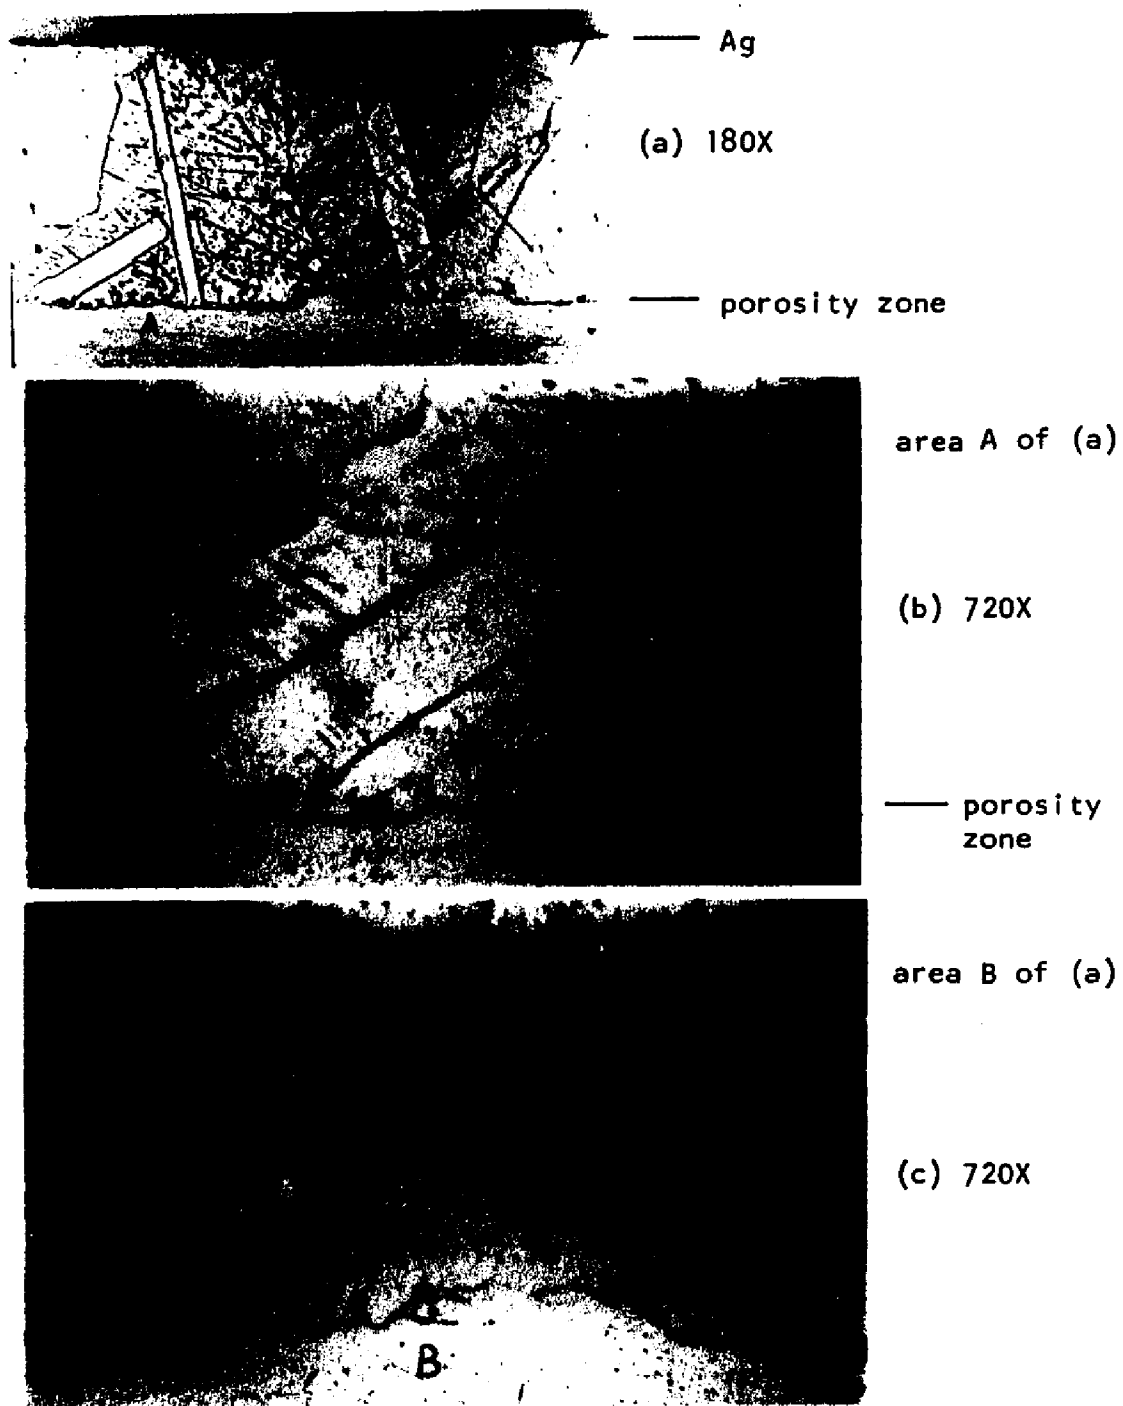 Ag
(a) 180X
porosity zone
A
area A of (a)
(b) 720X
porosity
zone
area B of (a)
(c) 720X
B